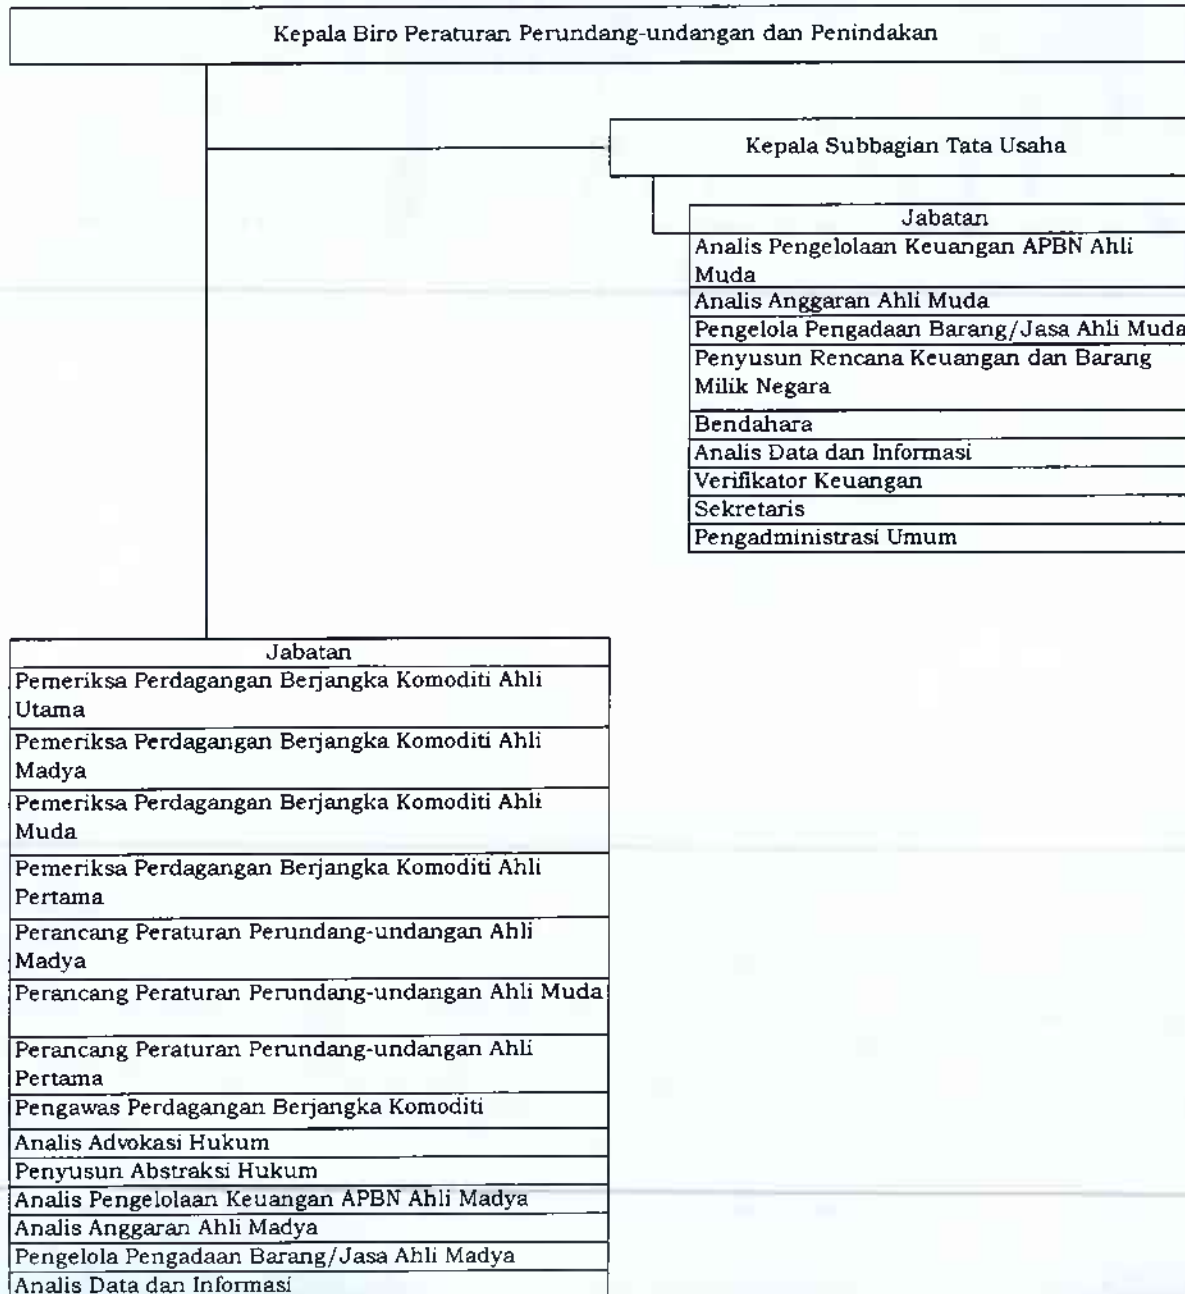 Kepala Biro Peraturan Perundang-undangan dan Penindakan
Kepala Subbagian Tata Usaha
Jabatan
Analis Pengelolaan Keuangan APBN Ahli
Muda
Analis Anggaran Ahli Muda
Pengelola Pengadaan Barang/Jasa Ahli Muda
Penyusun Rencana Keuangan dan Barang
Milik Negara
Bendahara
Analis Data dan Informasi
Verifikator Keuangan
Sekretaris
Pengadministrasi Umum
Jabatan
Pemeriksa Perdagangan Berjangka Komoditi Ahli
Utama
Pemeriksa Perdagangan Berjangka Komoditi Ahli
Madya
Pemeriksa Perdagangan Berjangka Komoditi Ahli
Muda
Pemeriksa Perdagangan Berjangka Komoditi Ahli
Pertama
Perancang Peraturan Perundang-undangan Ahli
Madya
Perancang Peraturan Perundang-undangan Ahli Muda
Perancang Peraturan Perundang-undangan Ahli
Pertama
Pengawas Perdagangan Berjangka Komoditi
Analis Advokasi Hukum
Penyusun Abstraksi Hukum
Analis Pengelolaan Keuangan APBN Ahli Madya
Analis Anggaran Ahli Madya
Pengelola Pengadaan Barang/Jasa Ahli Madya
Analis Data dan Informasi